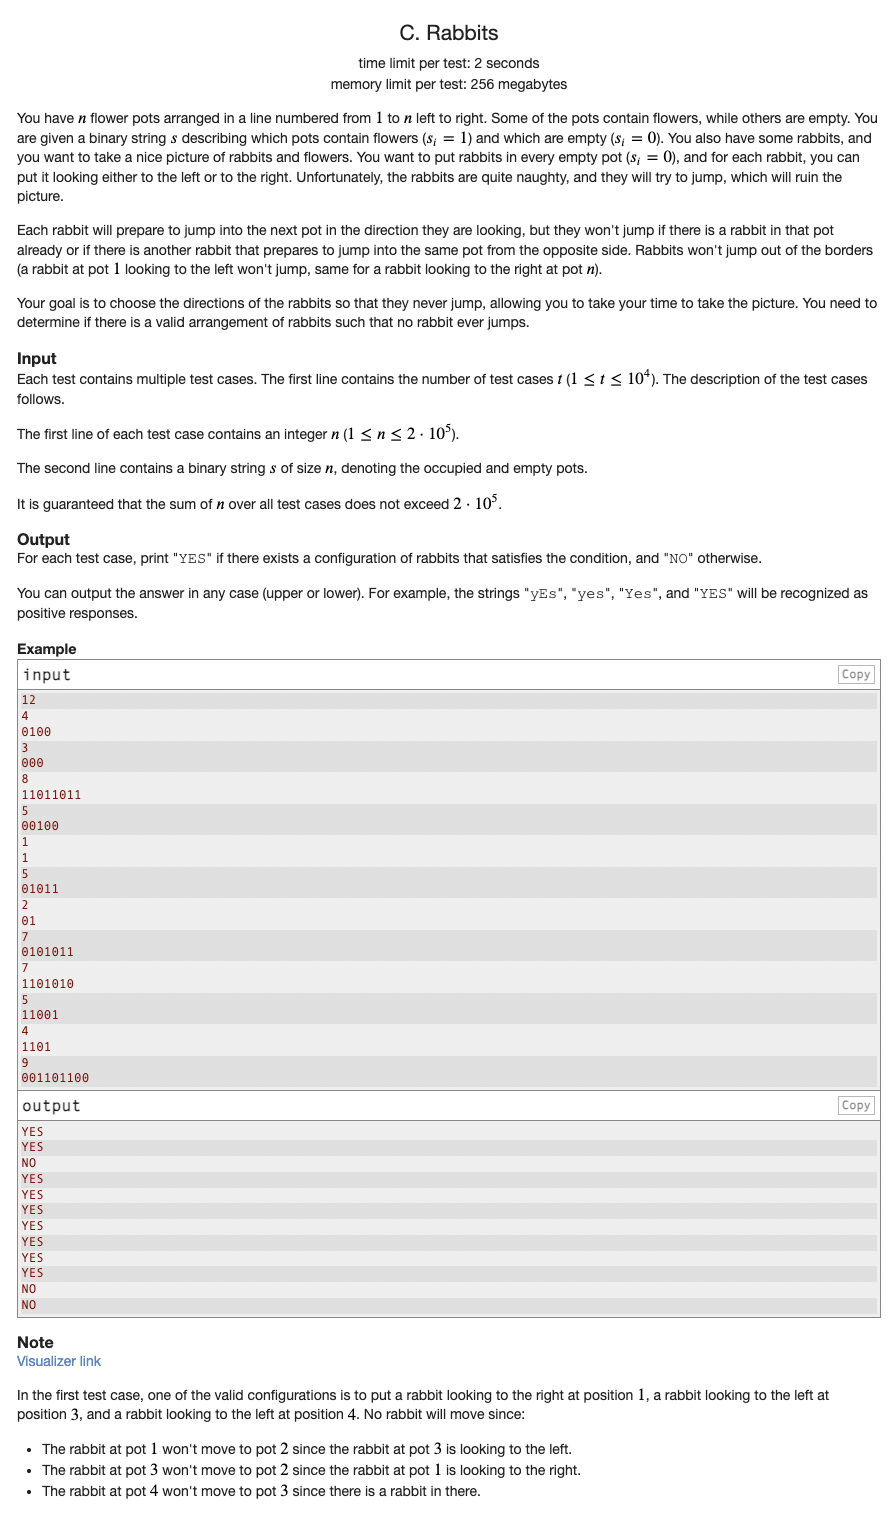 C. Rabbits
time limit per test: 2 seconds
memory limit per test: 256 megabytes
You have n flower pots arranged in a line numbered from 1 to n left to right. Some of the pots contain flowers, while others are empty. You
are given a binary string s describing which pots contain flowers (sᵢ = 1) and which are empty (sᵢ = 0). You also have some rabbits, and
you want to take a nice picture of rabbits and flowers. You want to put rabbits in every empty pot (sᵢ = 0), and for each rabbit, you can
put it looking either to the left or to the right. Unfortunately, the rabbits are quite naughty, and they will try to jump, which will ruin the
picture.
Each rabbit will prepare to jump into the next pot in the direction they are looking, but they won't jump if there is a rabbit in that pot
already or if there is another rabbit that prepares to jump into the same pot from the opposite side. Rabbits won't jump out of the borders
(a rabbit at pot 1 looking to the left won't jump, same for a rabbit looking to the right at pot n).
Your goal is to choose the directions of the rabbits so that they never jump, allowing you to take your time to take the picture. You need to
determine if there is a valid arrangement of rabbits such that no rabbit ever jumps.
Input
Each test contains multiple test cases. The first line contains the number of test cases t (1 ≤ t ≤ 10⁴). The description of the test cases
follows.
The first line of each test case contains an integer n (1 ≤ n ≤ 2 · 10⁵).
The second line contains a binary string s of size n, denoting the occupied and empty pots.
It is guaranteed that the sum of n over all test cases does not exceed 2 · 10⁵.
Output
For each test case, print "YES" if there exists a configuration of rabbits that satisfies the condition, and "NO" otherwise.
You can output the answer in any case (upper or lower). For example, the strings "yEs", "yes", "Yes", and "YES" will be recognized as
positive responses.
Example
input Copy
12
4
0100
3
000
8
11011011
5
00100
1
1
5
01011
2
01
7
0101011
7
1101010
5
11001
4
1101
9
001101100
output Copy
YES
YES
NO
YES
YES
YES
YES
YES
YES
YES
NO
NO
Note
Visualizer link
In the first test case, one of the valid configurations is to put a rabbit looking to the right at position 1, a rabbit looking to the left at
position 3, and a rabbit looking to the left at position 4. No rabbit will move since:
• The rabbit at pot 1 won't move to pot 2 since the rabbit at pot 3 is looking to the left.
• The rabbit at pot 3 won't move to pot 2 since the rabbit at pot 1 is looking to the right.
• The rabbit at pot 4 won't move to pot 3 since there is a rabbit in there.